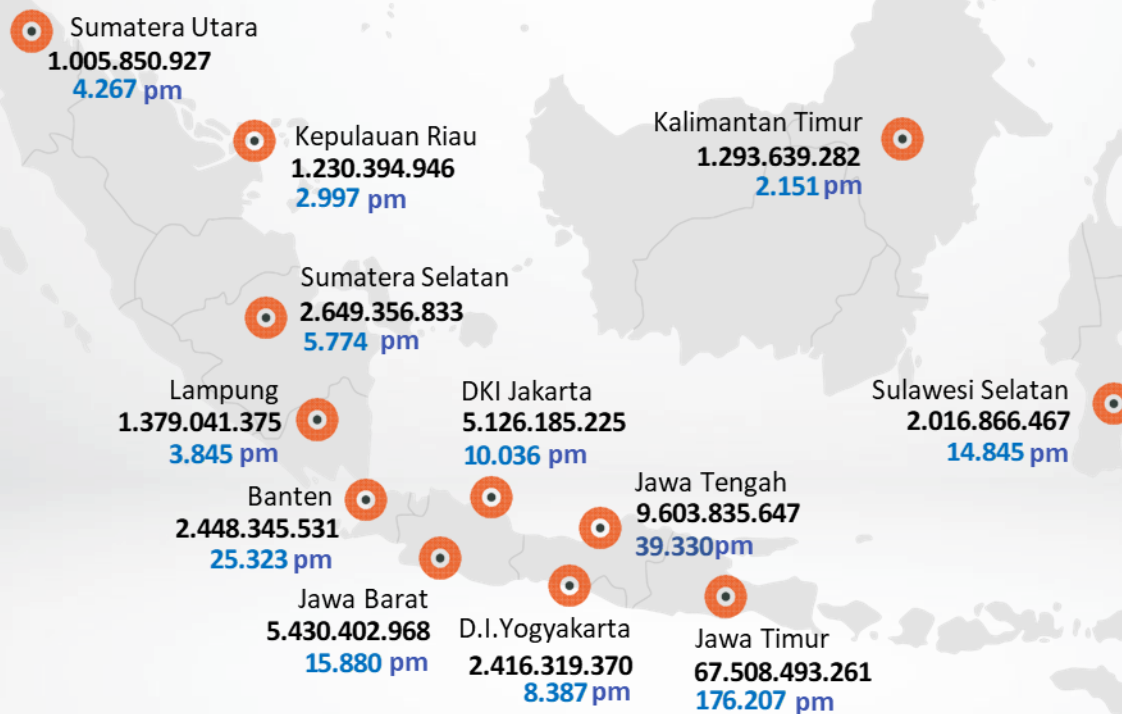 Sumatera Utara
1.005.850.927
4.267 pm
Kepulauan Riau
1.230.394.946
2.997 pm
Kalimantan Timur
1.293.639.282
2.151 pm
Sumatera Selatan
2.649.356.833
5.774 pm
Lampung
1.379.041.375
3.845 pm
DKI Jakarta
5.126.185.225
10.036 pm
Sulawesi Selatan
2.016.866.467
14.845 pm
Banten
2.448.345.531
25.323 pm
Jawa Tengah
9.603.835.647
39.330pm
Jawa Barat
5.430.402.968
15.880 pm
D.I.Yogyakarta
2.416.319.370
8.387 pm
Jawa Timur
67.508.493.261
176.207 pm